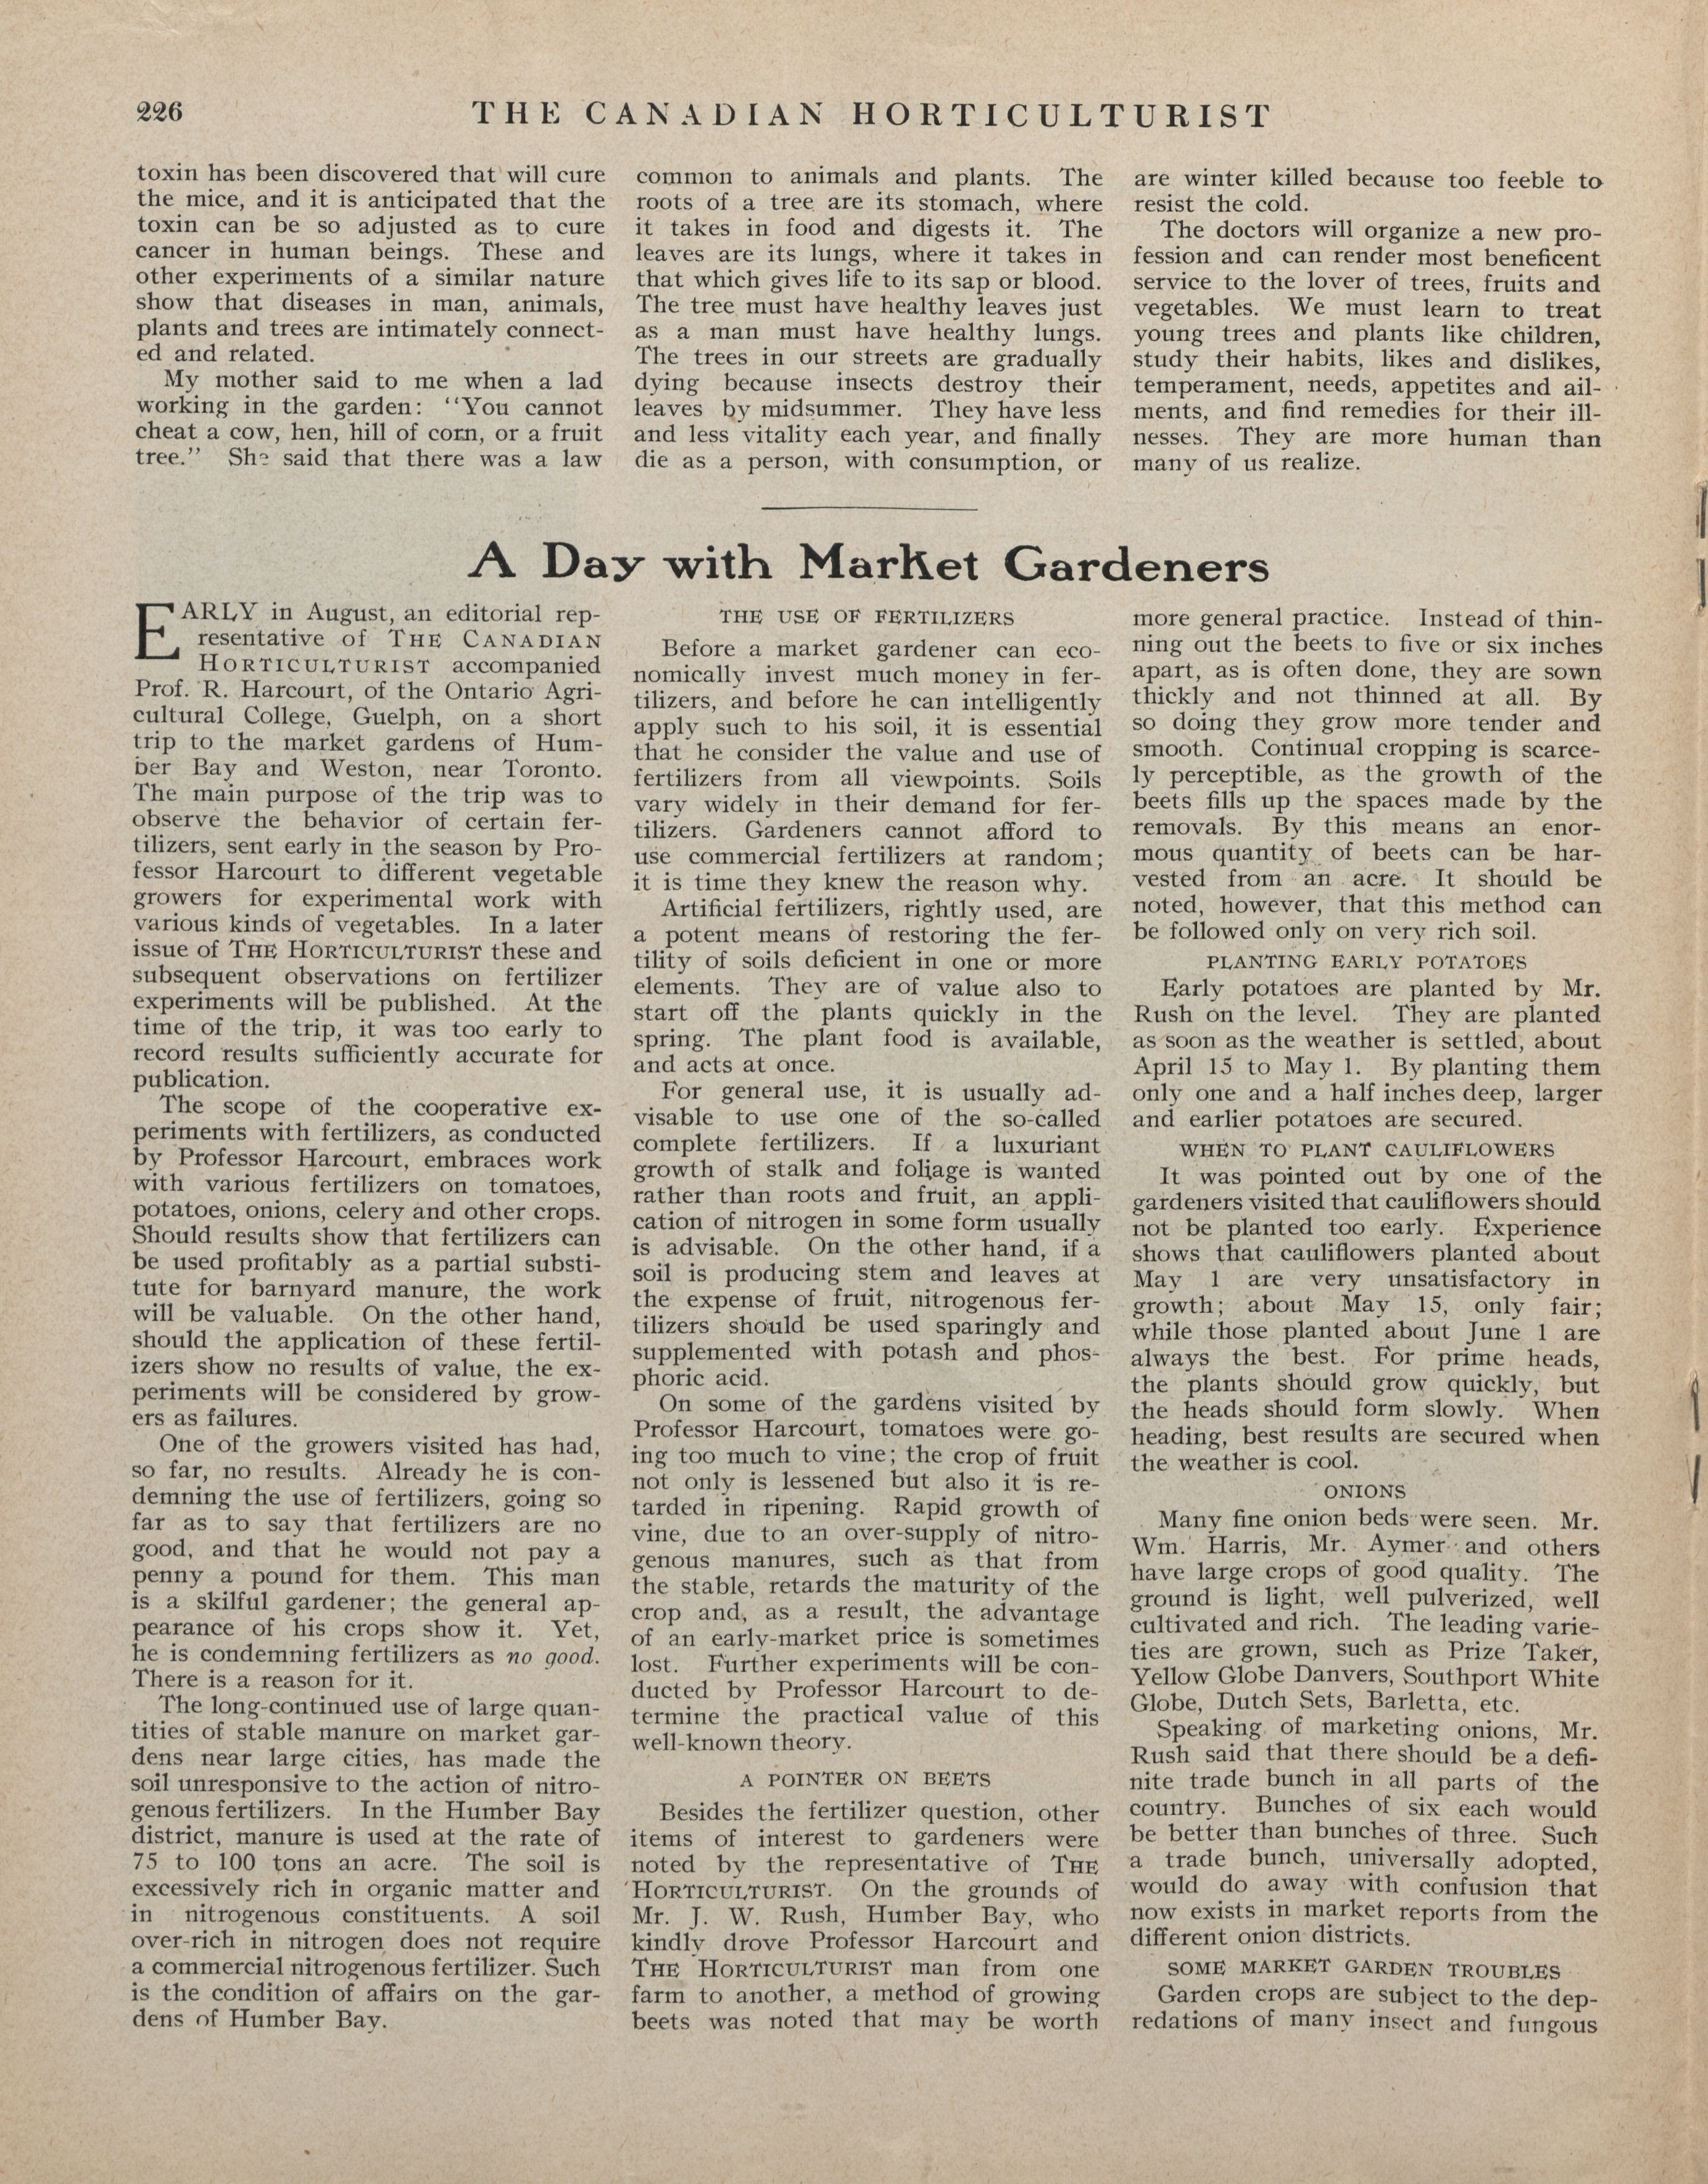 226
THE CANADIAN HORTICULTURIST
toxin has been discovered that will cure
the mice, and it is anticipated that the
toxin can be so adjusted as to cure
cancer in human beings. These and
other experiments of a similar nature
show that diseases in man, animals,
plants and trees are intimately connect-
ed and related.
My mother said to me when a lad
working in the garden: "You cannot
cheat a cow, hen, hill of corn, or a fruit
tree." She said that there was a law
common to animals and plants. The
roots of a tree are its stomach, where
it takes in food and digests it. The
leaves are its lungs, where it takes in
that which gives life to its sap or blood.
The tree must have healthy leaves just
as a man must have healthy lungs.
The trees in our streets are gradually
dying because insects destroy their
leaves by midsummer. They have less
and less vitality each year, and finally
die as a person, with consumption, or
are winter killed because too feeble to
resist the cold.
The doctors will organize a new pro-
fession and can render most beneficent
service to the lover of trees, fruits and
vegetables. We must learn to treat
young trees and plants like children,
study their habits, likes and dislikes,
temperament, needs, appetites and ail-
ments, and find remedies for their ill-
nesses. They are more human than
many of us realize.
A Day with Market Gardeners
EARLY in August, an editorial rep-
resentative of THE CANADIAN
HORTICULTURIST accompanied
Prof. R. Harcourt, of the Ontario Agri-
cultural College, Guelph, on a short
trip to the market gardens of Hum-
ber Bay and Weston, near Toronto.
The main purpose of the trip was to
observe the behavior of certain fer-
tilizers, sent early in the season by Pro-
fessor Harcourt to different vegetable
growers for experimental work with
various kinds of vegetables. In a later
issue of THE HORTICULTURIST these and
subsequent observations on fertilizer
experiments will be published. At the
time of the trip, it was too early to
record results sufficiently accurate for
publication.
The scope of the cooperative ex-
periments with fertilizers, as conducted
by Professor Harcourt, embraces work
with various fertilizers on tomatoes,
potatoes, onions, celery and other crops.
Should results show that fertilizers can
be used profitably as a partial substi-
tute for barnyard manure, the work
will be valuable. On the other hand,
should the application of these fertil-
izers show no results of value, the ex-
periments will be considered by grow-
ers as failures.
One of the growers visited has had,
so far, no results. Already he is con-
demning the use of fertilizers, going so
far as to say that fertilizers are no
good, and that he would not pay a
penny a pound for them. This man
is a skilful gardener; the general ap-
pearance of his crops show it. Yet,
he is condemning fertilizers as no good.
There is a reason for it.
The long-continued use of large quan-
tities of stable manure on market gar-
dens near large cities, has made the
soil unresponsive to the action of nitro-
genous fertilizers. In the Humber Bay
district, manure is used at the rate of
75 to 100 tons an acre. The soil is
excessively rich in organic matter and
in nitrogenous constituents. A soil
over-rich in nitrogen does not require
a commercial nitrogenous fertilizer. Such
is the condition of affairs on the gar-
dens of Humber Bay.
THE USE OF FERTILIZERS
Before a market gardener can eco-
nomically invest much money in fer-
tilizers, and before he can intelligently
apply such to his soil, it is essential
that he consider the value and use of
fertilizers from all viewpoints. Soils
vary widely in their demand for fer-
tilizers. Gardeners cannot afford to
use commercial fertilizers at random;
it is time they knew the reason why.
Artificial fertilizers, rightly used, are
a potent means of restoring the fer-
tility of soils deficient in one or more
elements. They are of value also to
start off the plants quickly in the
spring. The plant food is available,
and acts at once.
For general use, it is usually ad-
visable to use one of the so-called
complete fertilizers. If a luxuriant
growth of stalk and foliage is wanted
rather than roots and fruit, an appli-
cation of nitrogen in some form usually
is advisable. On the other hand, if a
soil is producing stem and leaves at
the expense of fruit, nitrogenous fer-
tilizers should be used sparingly and
supplemented with potash and phos-
phoric acid.
On some of the gardens visited by
Professor Harcourt, tomatoes were go-
ing too much to vine; the crop of fruit
not only is lessened but also it is re-
tarded in ripening. Rapid growth of
vine, due to an over-supply of nitro-
genous manures, such as that from
the stable, retards the maturity of the
crop and, as a result, the advantage
of an early-market price is sometimes
lost. Further experiments will be con-
ducted by Professor Harcourt to de-
termine the practical value of this
well-known theory.
A POINTER ON BEETS
Besides the fertilizer question, other
items of interest to gardeners were
noted by the representative of THE
HORTICULTURIST. On the grounds of
Mr. J. W. Rush, Humber Bay, who
kindly drove Professor Harcourt and
THE HORTICULTURIST man from one
farm to another, a method of growing
beets was noted that may be worth
more general practice. Instead of thin-
ning out the beets to five or six inches
apart, as is often done, they are sown
thickly and not thinned at all. By
so doing they grow more tender and
smooth. Continual cropping is scarce-
ly perceptible, as the growth of the
beets fills up the spaces made by the
removals. By this means an enor-
mous quantity of beets can be har-
vested from an acre. It should be
noted, however, that this method can
be followed only on very rich soil.
PLANTING EARLY POTATOES
Early potatoes are planted by Mr.
Rush on the level. They are planted
as soon as the weather is settled, about
April 15 to May 1. By planting them
only one and a half inches deep, larger
and earlier potatoes are secured.
WHEN TO PLANT CAULIFLOWERS
It was pointed out by one of the
gardeners visited that cauliflowers should
not be planted too early. Experience
shows that cauliflowers planted about
May 1 are very unsatisfactory in
growth; about May 15, only fair;
while those planted about June 1 are
always the best. For prime heads,
the plants should grow quickly, but
the heads should form slowly. When
heading, best results are secured when
the weather is cool.
ONIONS
Many fine onion beds were seen. Mr.
Wm. Harris, Mr. Aymer and others
have large crops of good quality. The
ground is light, well pulverized, well
cultivated and rich. The leading varie-
ties are grown, such as Prize Taker,
Yellow Globe Danvers, Southport White
Globe, Dutch Sets, Barletta, etc.
Speaking of marketing onions, Mr.
Rush said that there should be a defi-
nite trade bunch in all parts of the
country. Bunches of six each would
be better than bunches of three. Such
a trade bunch, universally adopted,
would do away with confusion that
now exists in market reports from the
different onion districts.
SOME MARKET GARDEN TROUBLES
Garden crops are subject to the dep-
redations of many insect and fungous